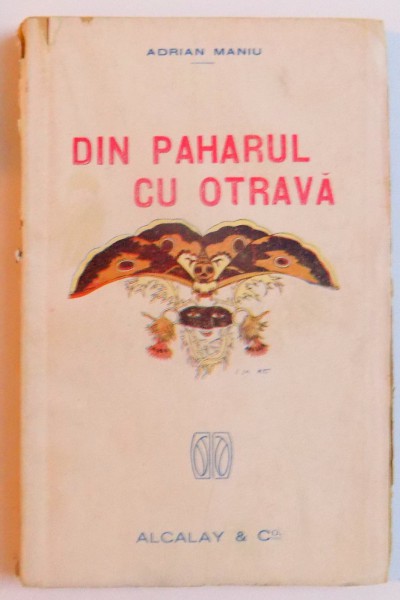 ADRIAN MANIU
DIN PAHARUL
CU OTRAVĂ
ALCALAY & Co.